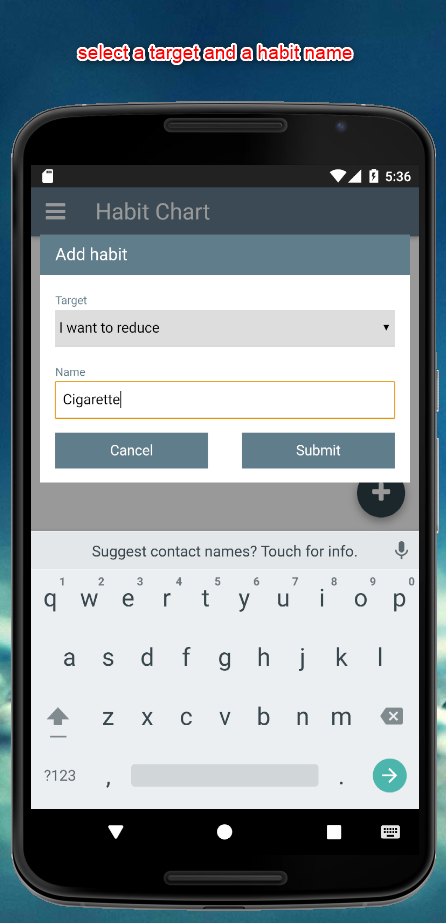 select a target and a habit name
5:36
Habit Chart
Add habit
Target
I want to reduce
Name
Cigarette
Cancel Submit
Suggest contact names? Touch for info.
1 2 3 4 5 6 7 8 9 0
q w e r t y u i o p
a s d f g h j k l
z x c v b n m
?123 , .